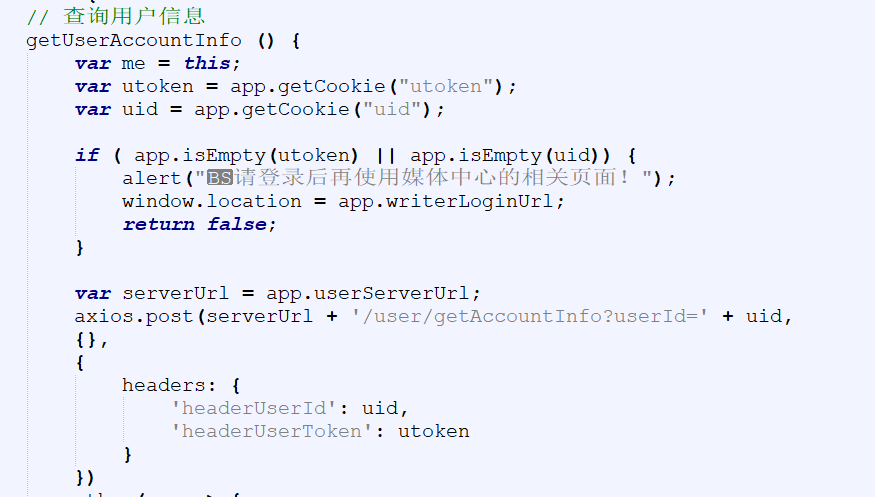 // 查询用户信息
getUserAccountInfo () {
var me = this;
var utoken = app.getCookie("utoken");
var uid = app.getCookie("uid");
if ( app.isEmpty(utoken) || app.isEmpty(uid)) {
alert("BS请登录后再使用媒体中心的相关页面！");
window.location = app.writerLoginUrl;
return false;
}
var serverUrl = app.userServerUrl;
axios.post(serverUrl + '/user/getAccountInfo?userId=' + uid,
{},
{
headers: {
'headerUserId': uid,
'headerUserToken': utoken
}
})